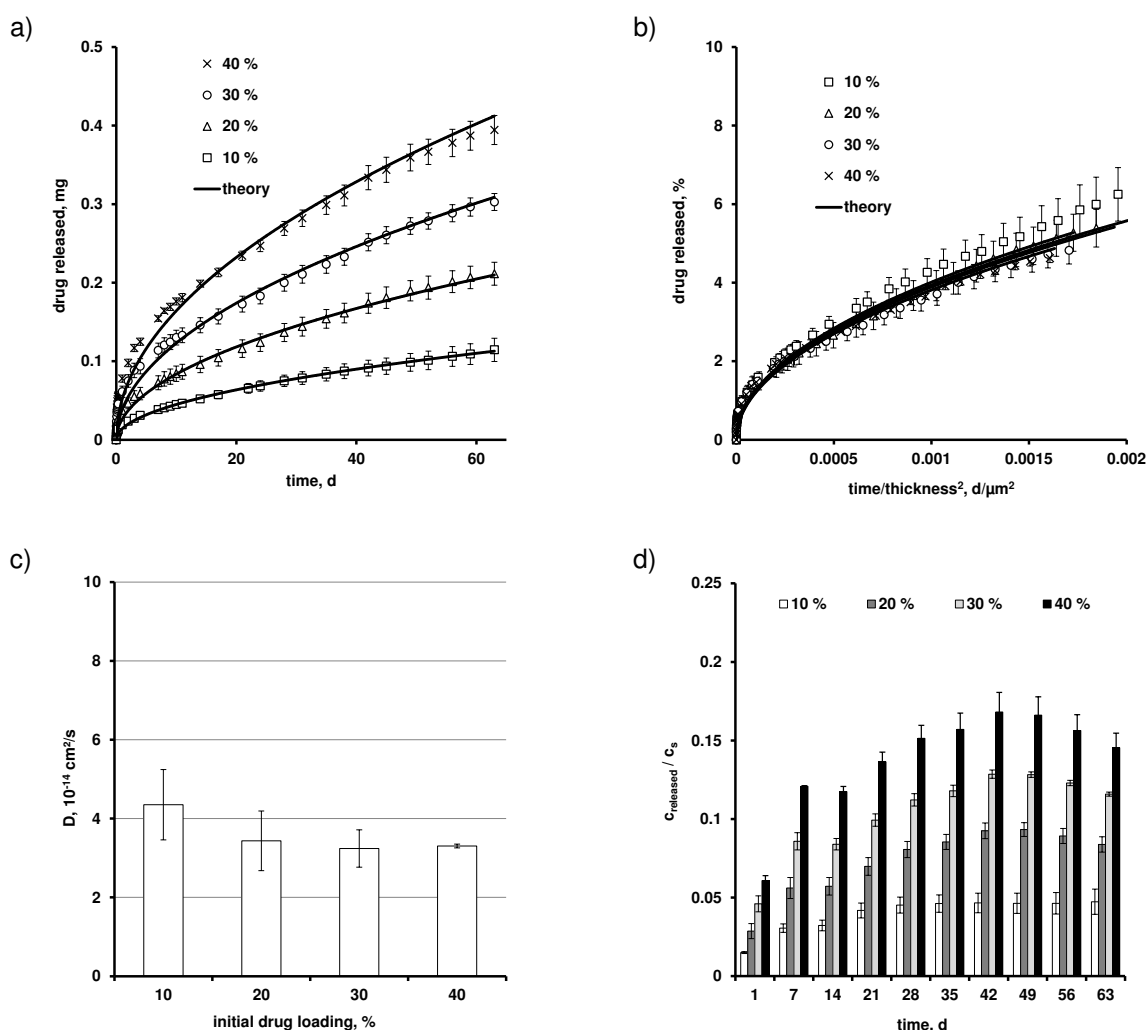 a)
0.5
0.4
0.3
0.2
0.1
0
drug released, mg
40 %
30 %
20 %
10 %
theory
0 20 40 60
time, d
b)
10
8
6
4
2
0
drug released, %
10 %
20 %
30 %
40 %
theory
0 0.0005 0.001 0.0015 0.002
time/thickness², d/µm²
c)
10
8
6
4
2
0
D, 10⁻¹⁴ cm²/s
10 20 30 40
initial drug loading, %
d)
0.25
0.2
0.15
0.1
0.05
0
c_released / c_s
10 % 20 % 30 % 40 %
1 7 14 21 28 35 42 49 56 63
time, d